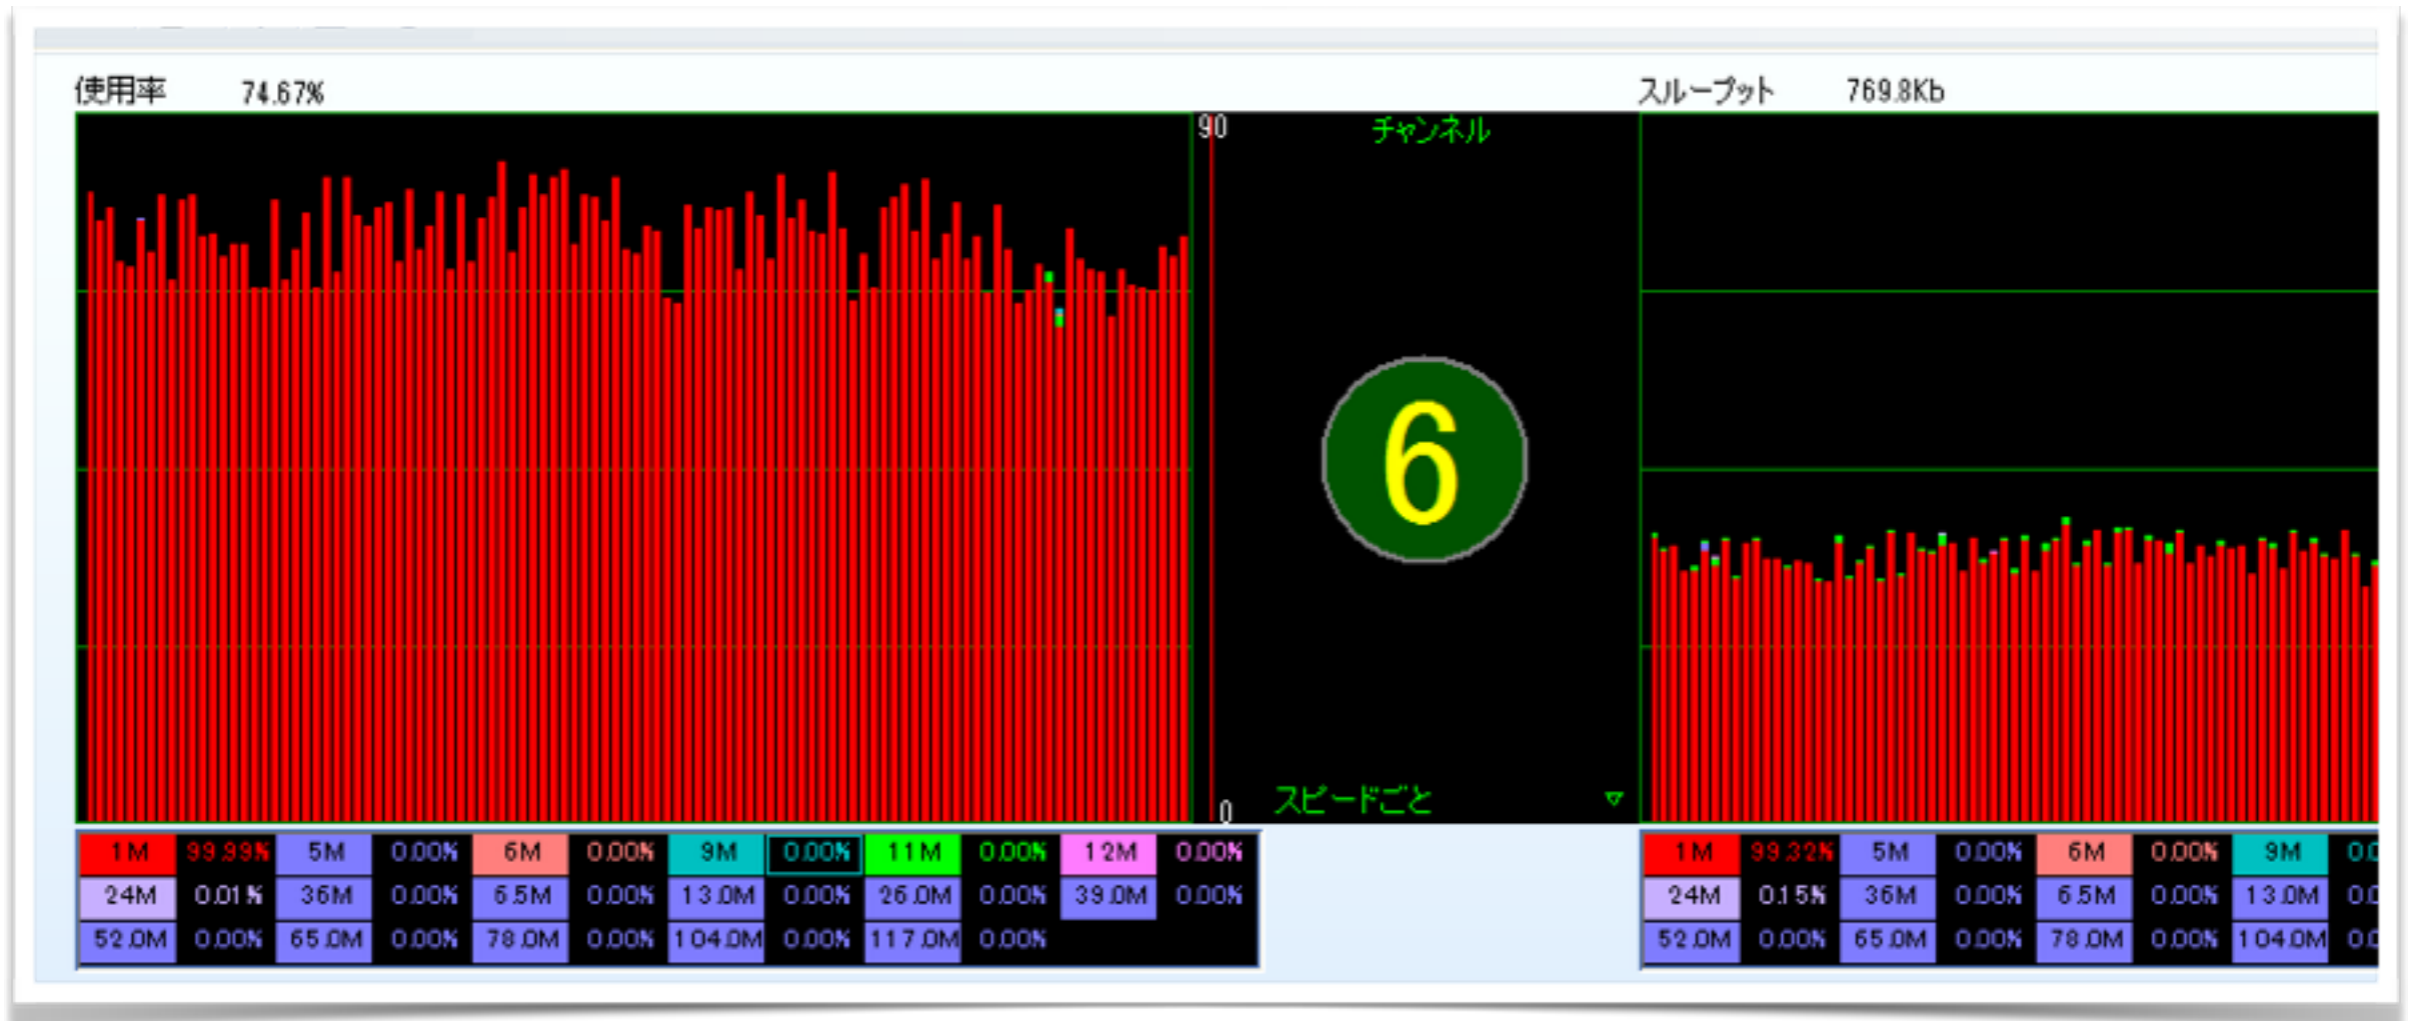 使用率 74.67%
スループット 769.8Kb
90
チャンネル
6
スピードごと ▽
0
1M 99.99% 5M 0.00% 6M 0.00% 9M 0.00% 11M 0.00% 12M 0.00%
24M 0.01% 36M 0.00% 6.5M 0.00% 13.0M 0.00% 26.0M 0.00% 39.0M 0.00%
52.0M 0.00% 65.0M 0.00% 78.0M 0.00% 104.0M 0.00% 117.0M 0.00%
1M 99.32% 5M 0.00% 6M 0.00% 9M
24M 0.15% 36M 0.00% 6.5M 0.00% 13.0M
52.0M 0.00% 65.0M 0.00% 78.0M 0.00% 104.0M